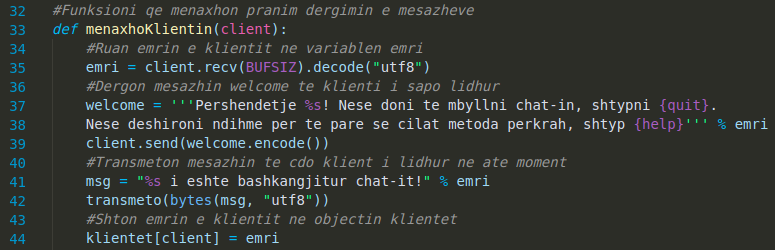 32 #Funksioni qe menaxhon pranim dergimin e mesazheve
33 def menaxhoKlientin(client):
34 #Ruan emrin e klientit ne variablen emri
35 emri = client.recv(BUFSIZ).decode("utf8")
36 #Dergon mesazhin welcome te klienti i sapo lidhur
37 welcome = '''Pershendetje %s! Nese doni te mbyllni chat-in, shtypni {quit}.
38 Nese deshironi ndihme per te pare se cilat metoda perkrah, shtyp {help}''' % emri
39 client.send(welcome.encode())
40 #Transmeton mesazhin te cdo klient i lidhur ne ate moment
41 msg = "%s i eshte bashkangjitur chat-it!" % emri
42 transmeto(bytes(msg, "utf8"))
43 #Shton emrin e klientit ne objectin klientet
44 klientet[client] = emri